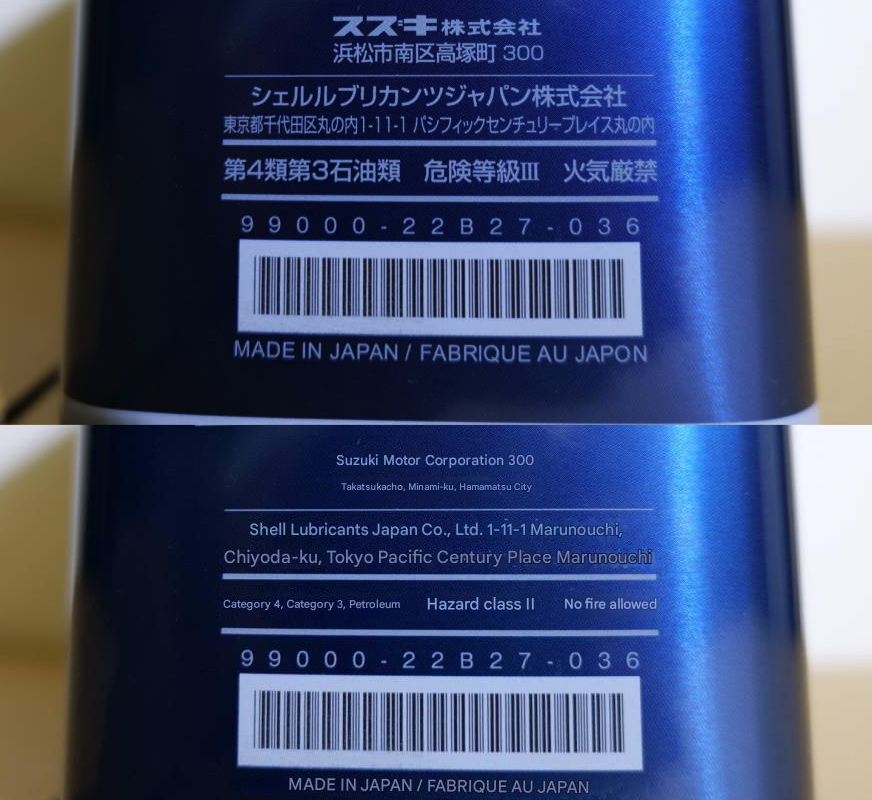 スズキ株式会社
浜松市南区高塚町 300
シェルルブリカンツジャパン株式会社
東京都千代田区丸の内1-11-1 パシフィックセンチュリープレイス丸の内
第4類第3石油類 危険等級III 火気厳禁
99000-22B27-036
MADE IN JAPAN / FABRIQUE AU JAPON
Suzuki Motor Corporation 300
Takatsukacho, Minami-ku, Hamamatsu City
Shell Lubricants Japan Co., Ltd. 1-11-1 Marunouchi,
Chiyoda-ku, Tokyo Pacific Century Place Marunouchi
Category 4, Category 3, Petroleum Hazard class II No fire allowed
99000-22B27-036
MADE IN JAPAN / FABRIQUE AU JAPAN